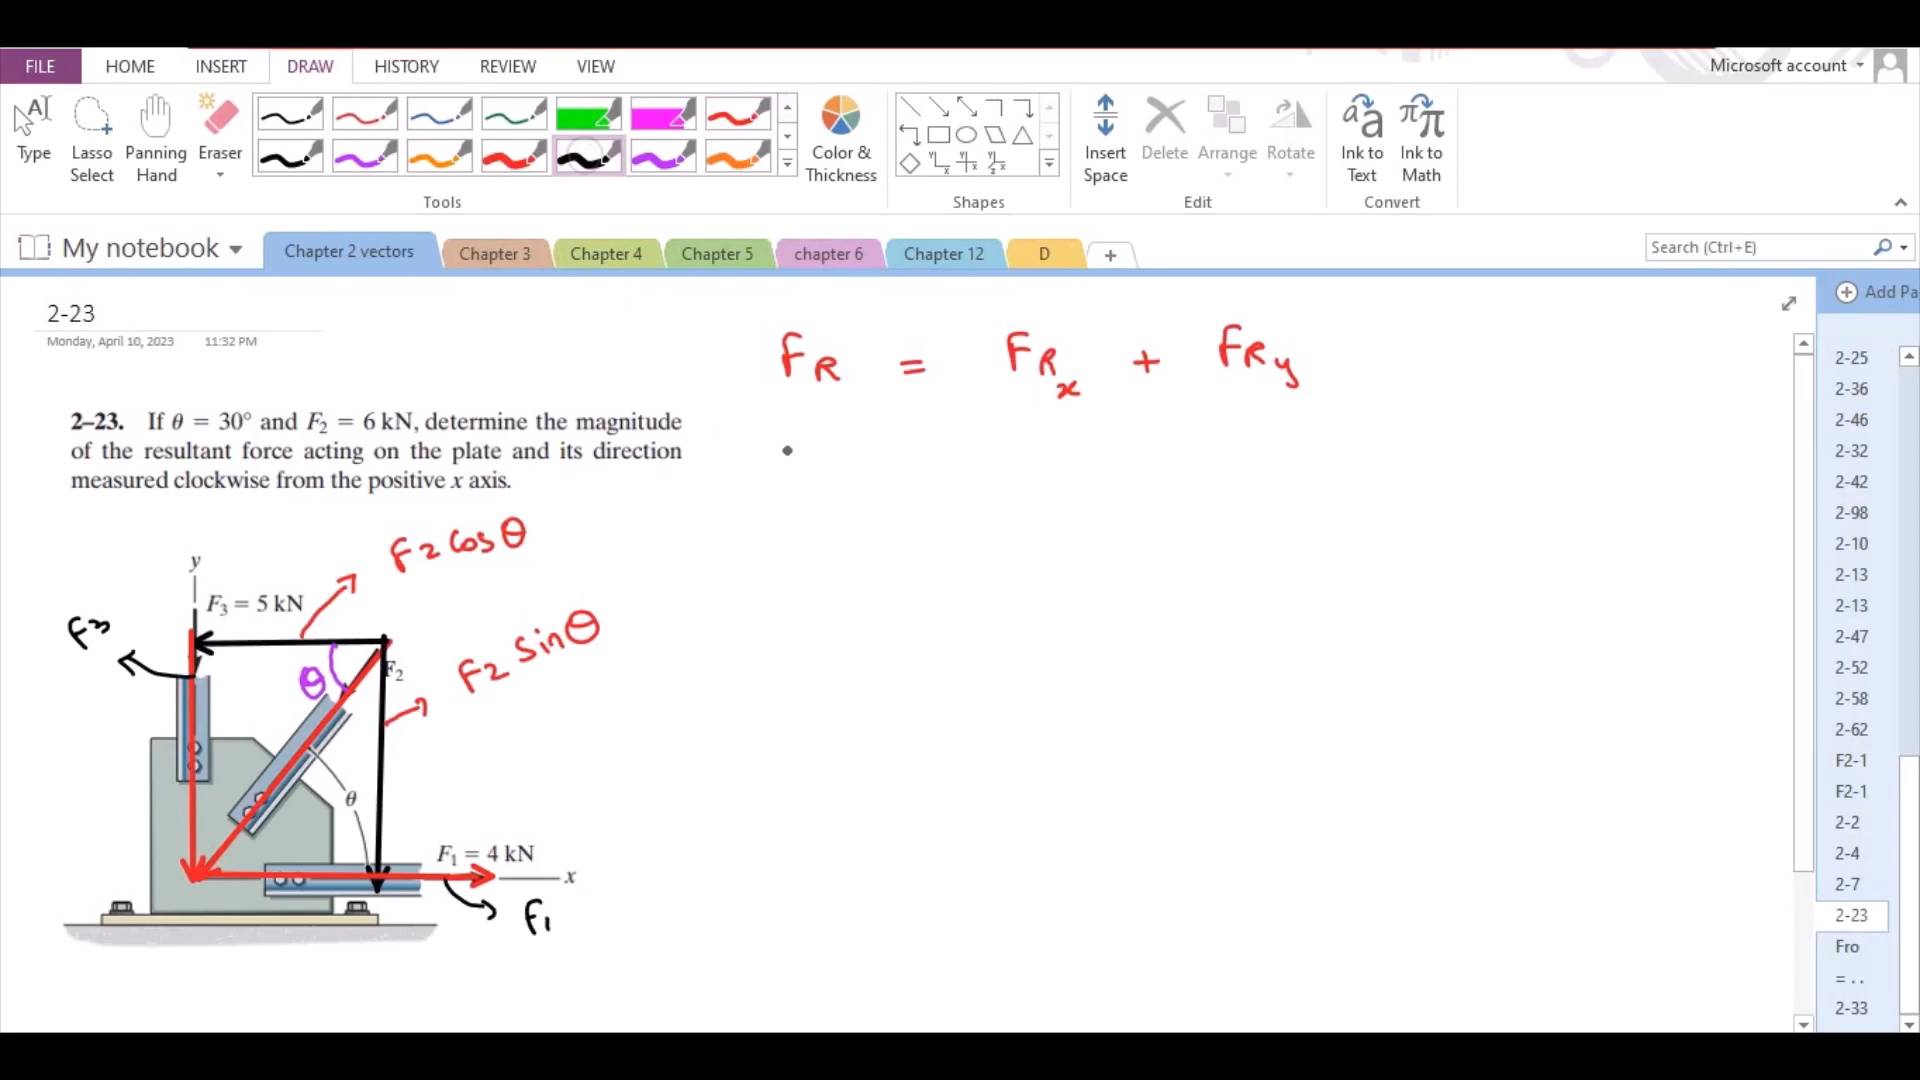 FILE HOME INSERT DRAW HISTORY REVIEW VIEW Microsoft account
Type Lasso Select Panning Hand Eraser Color & Thickness Insert Space Delete Arrange Rotate Ink to Text Ink to Math
Tools Shapes Edit Convert
My notebook Chapter 2 vectors Chapter 3 Chapter 4 Chapter 5 chapter 6 Chapter 12 D + Search (Ctrl+E)
2-23
Monday, April 10, 2023 11:32 PM
FR = FRx + FRy
2–23. If θ = 30° and F2 = 6 kN, determine the magnitude
of the resultant force acting on the plate and its direction
measured clockwise from the positive x axis.
F2 cos θ
y
F3 = 5 kN
F3
F2 sin θ
θ
F2
θ
F1 = 4 kN
x
F1
Add Pa
2-25
2-36
2-46
2-32
2-42
2-98
2-10
2-13
2-13
2-47
2-52
2-58
2-62
F2-1
F2-1
2-2
2-4
2-7
2-23
Fro
= . .
2-33